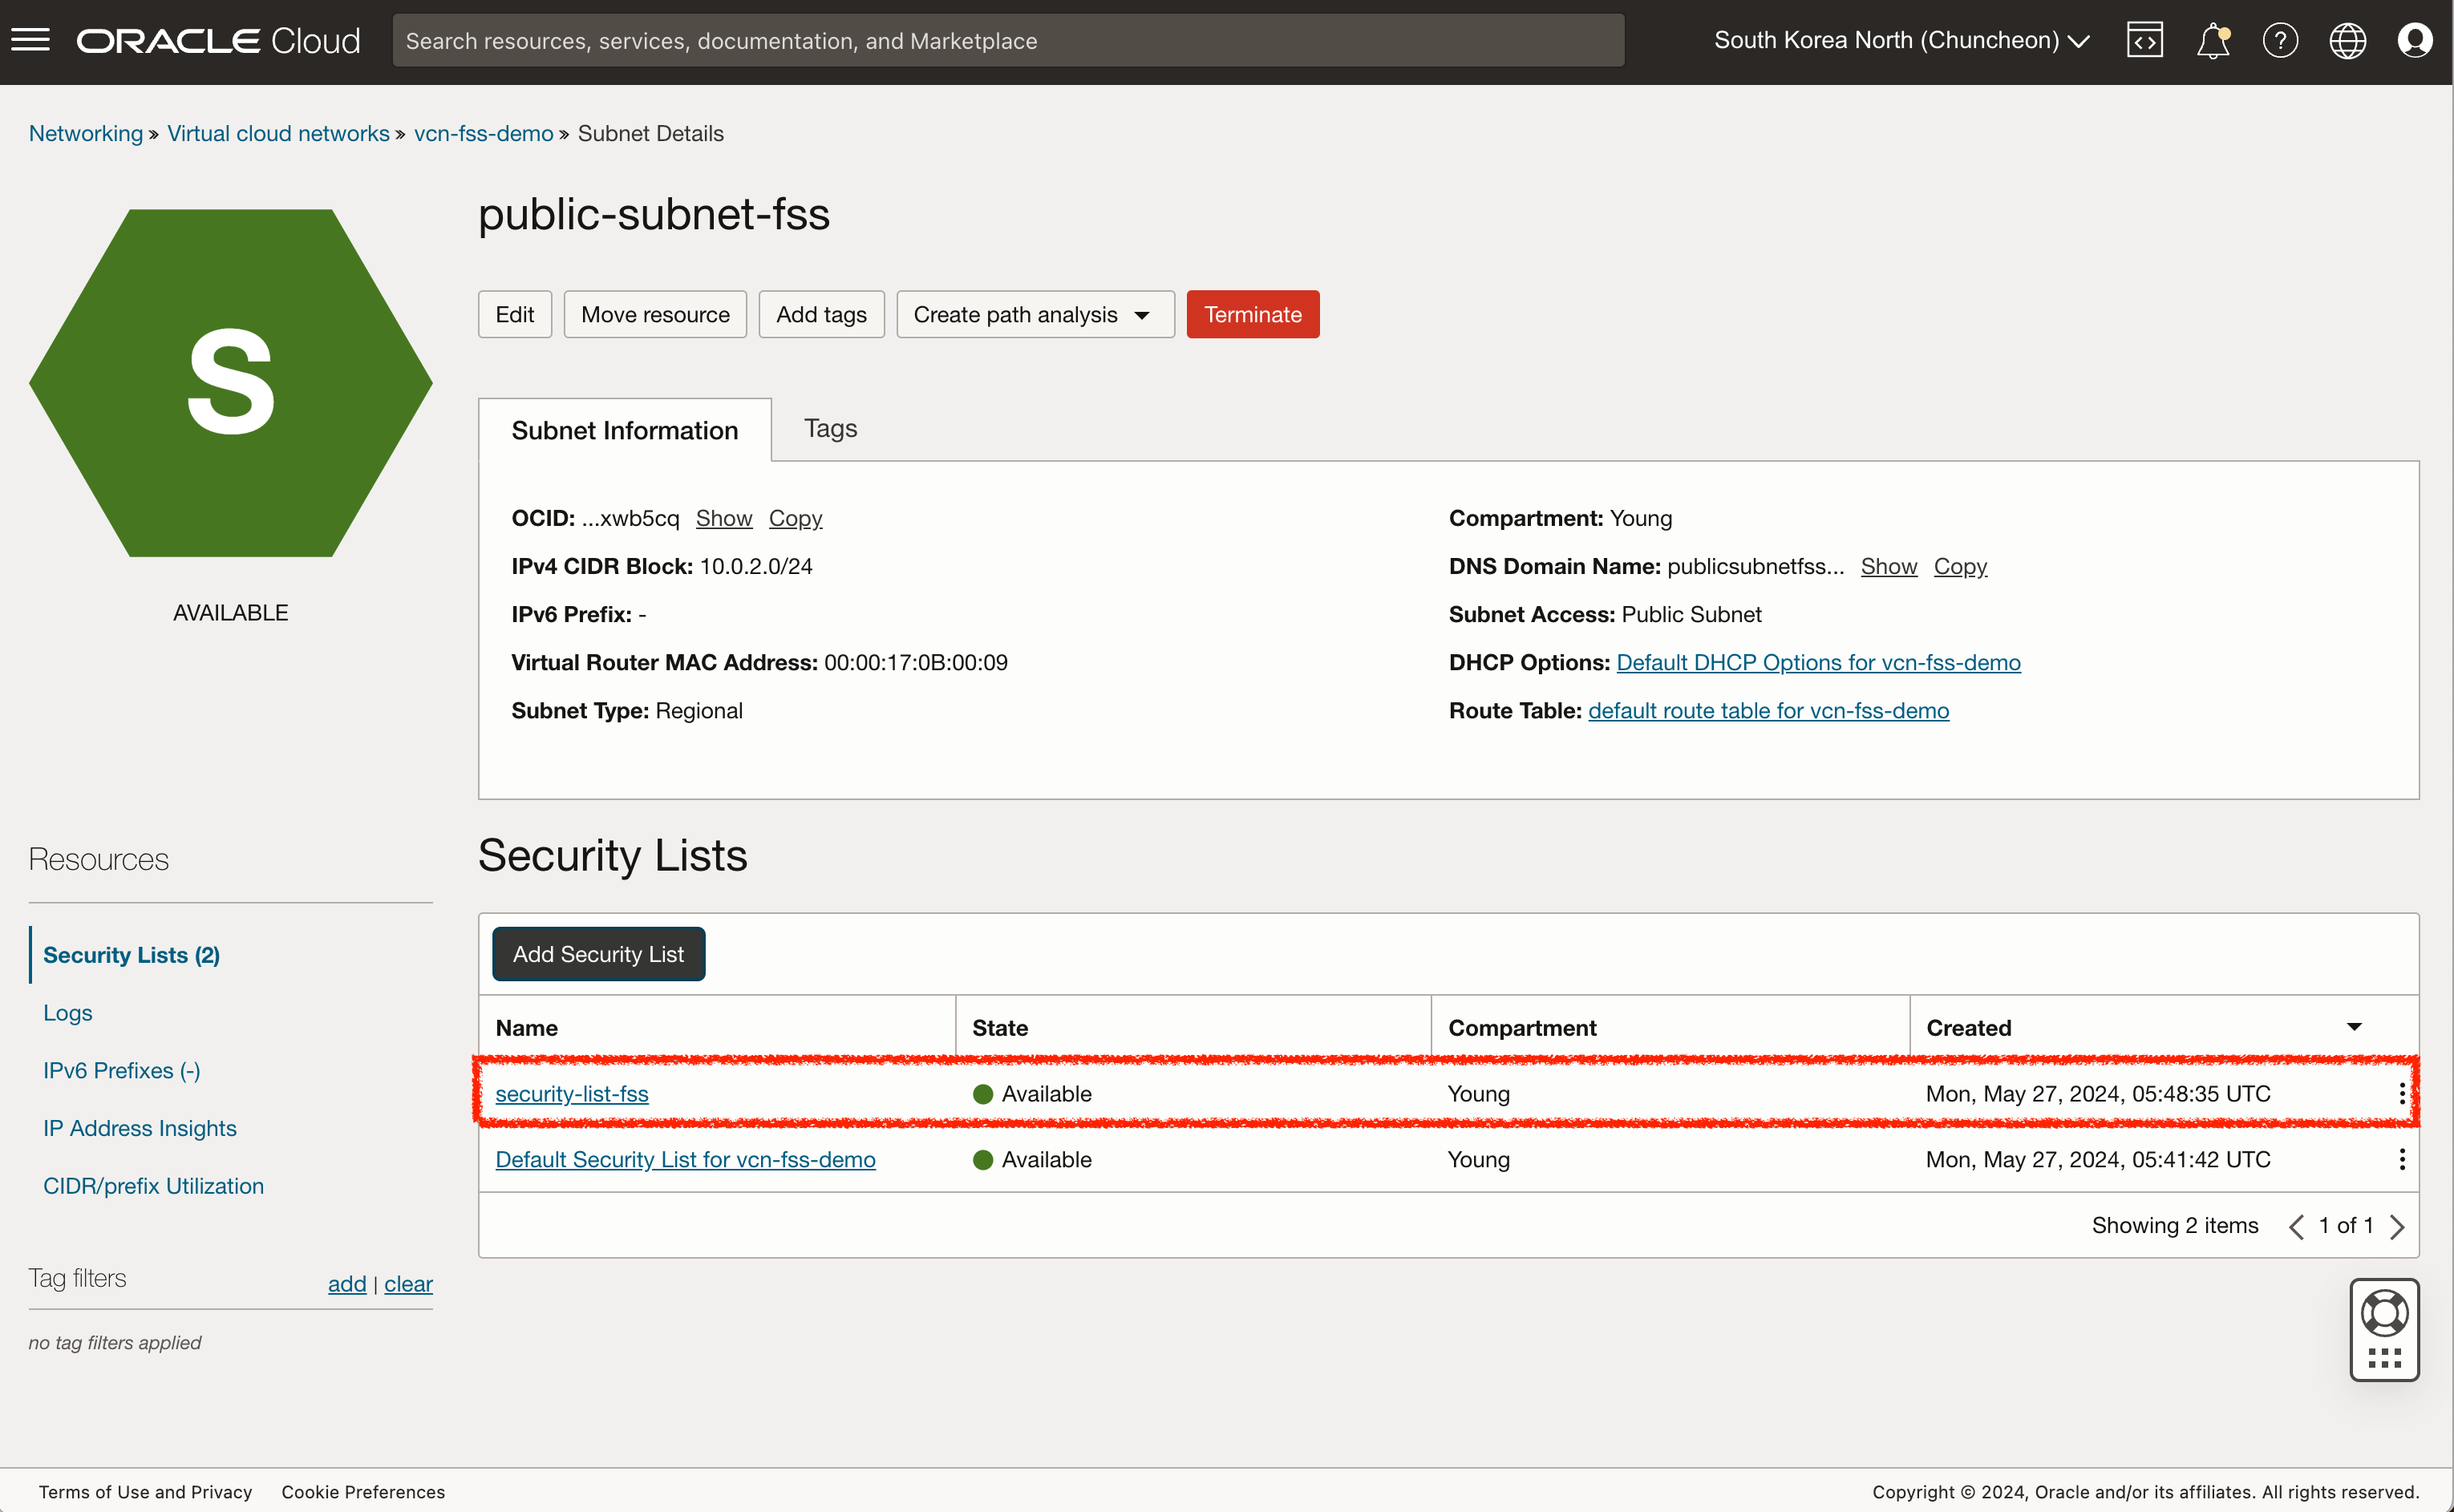 ORACLE Cloud
Search resources, services, documentation, and Marketplace
South Korea North (Chuncheon)
Networking » Virtual cloud networks » vcn-fss-demo » Subnet Details
S
AVAILABLE
public-subnet-fss
Edit Move resource Add tags Create path analysis Terminate
Subnet Information Tags
OCID: ...xwb5cq Show Copy
IPv4 CIDR Block: 10.0.2.0/24
IPv6 Prefix: -
Virtual Router MAC Address: 00:00:17:0B:00:09
Subnet Type: Regional
Compartment: Young
DNS Domain Name: publicsubnetfss... Show Copy
Subnet Access: Public Subnet
DHCP Options: Default DHCP Options for vcn-fss-demo
Route Table: default route table for vcn-fss-demo
Resources
Security Lists (2)
Logs
IPv6 Prefixes (-)
IP Address Insights
CIDR/prefix Utilization
Tag filters add | clear
no tag filters applied
Security Lists
Add Security List
Name State Compartment Created
security-list-fss Available Young Mon, May 27, 2024, 05:48:35 UTC
Default Security List for vcn-fss-demo Available Young Mon, May 27, 2024, 05:41:42 UTC
Showing 2 items 1 of 1
Terms of Use and Privacy Cookie Preferences
Copyright © 2024, Oracle and/or its affiliates. All rights reserved.